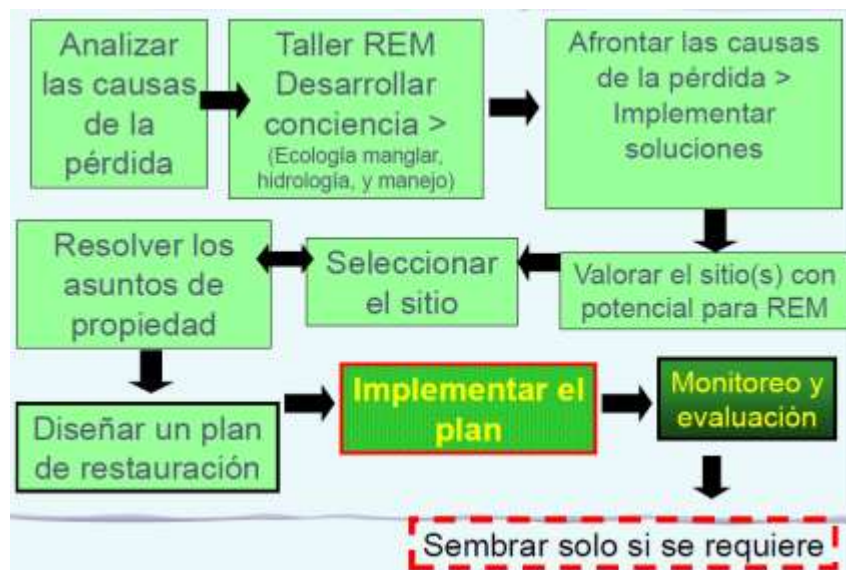 Analizar
las causas
de la
pérdida
Taller REM
Desarrollar
conciencia >
(Ecología manglar,
hidrología, y manejo)
Afrontar las causas
de la pérdida >
Implementar
soluciones
Valorar el sitio(s) con
potencial para REM
Seleccionar
el sitio
Resolver los
asuntos de
propiedad
Diseñar un plan
de restauración
Implementar el
plan
Monitoreo y
evaluación
Sembrar solo si se requiere